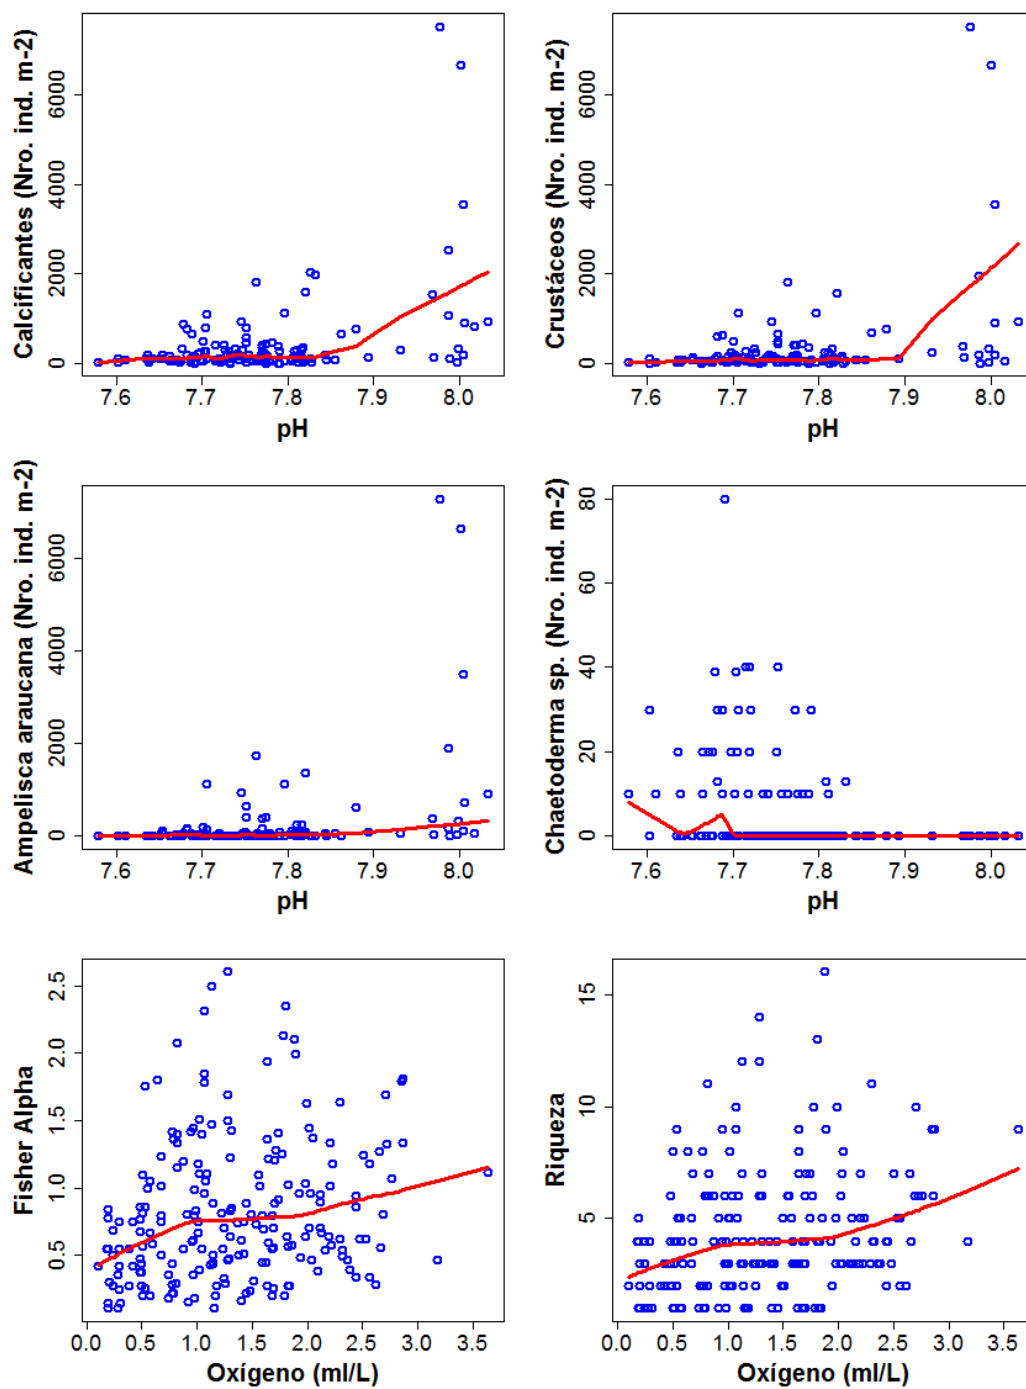 Calcificantes (Nro. ind. m-2)
0 2000 4000 6000
7.6 7.7 7.8 7.9 8.0
pH
Crustáceos (Nro. ind. m-2)
0 2000 4000 6000
7.6 7.7 7.8 7.9 8.0
pH
Ampelisca araucana (Nro. ind. m-2)
0 2000 4000 6000
7.6 7.7 7.8 7.9 8.0
pH
Chaetoderma sp. (Nro. ind. m-2)
0 20 40 60 80
7.6 7.7 7.8 7.9 8.0
pH
Fisher Alpha
0.5 1.0 1.5 2.0 2.5
0.0 0.5 1.0 1.5 2.0 2.5 3.0 3.5
Oxígeno (ml/L)
Riqueza
5 10 15
0.0 0.5 1.0 1.5 2.0 2.5 3.0 3.5
Oxígeno (ml/L)